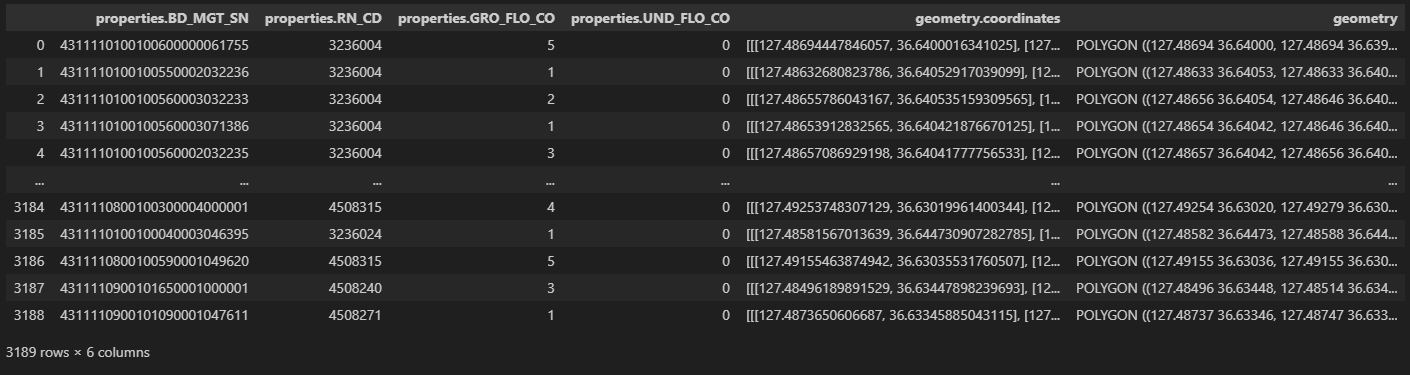 properties.BD_MGT_SN properties.RN_CD properties.GRO_FLO_CO properties.UND_FLO_CO geometry.coordinates geometry
0 4311110100100600000061755 3236004 5 0 [[[127.48694447846057, 36.6400016341025], [127... POLYGON ((127.48694 36.64000, 127.48694 36.639...
1 4311110100100550002032236 3236004 1 0 [[[127.48632680823786, 36.64052917039099], [12... POLYGON ((127.48633 36.64053, 127.48633 36.640...
2 4311110100100560003032233 3236004 2 0 [[[127.48655786043167, 36.640535159309565], [1... POLYGON ((127.48656 36.64054, 127.48646 36.640...
3 4311110100100560003071386 3236004 1 0 [[[127.48653912832565, 36.640421876670125], [1... POLYGON ((127.48654 36.64042, 127.48646 36.640...
4 4311110100100560002032235 3236004 3 0 [[[127.48657086929198, 36.64041777756533], [12... POLYGON ((127.48657 36.64042, 127.48656 36.640...
... ... ... ... ... ... ...
3184 4311110800100300004000001 4508315 4 0 [[[127.49253748307129, 36.63019961400344], [12... POLYGON ((127.49254 36.63020, 127.49279 36.630...
3185 4311110100100040003046395 3236024 1 0 [[[127.48581567013639, 36.644730907282785], [1... POLYGON ((127.48582 36.64473, 127.48588 36.644...
3186 4311110800100590001049620 4508315 5 0 [[[127.49155463874942, 36.63035531760507], [12... POLYGON ((127.49155 36.63036, 127.49155 36.630...
3187 4311110900101650001000001 4508240 3 0 [[[127.48496189891529, 36.63447898239693], [12... POLYGON ((127.48496 36.63448, 127.48514 36.634...
3188 4311110900101090001047611 4508271 1 0 [[[127.4873650606687, 36.63345885043115], [127... POLYGON ((127.48737 36.63346, 127.48747 36.633...
3189 rows × 6 columns